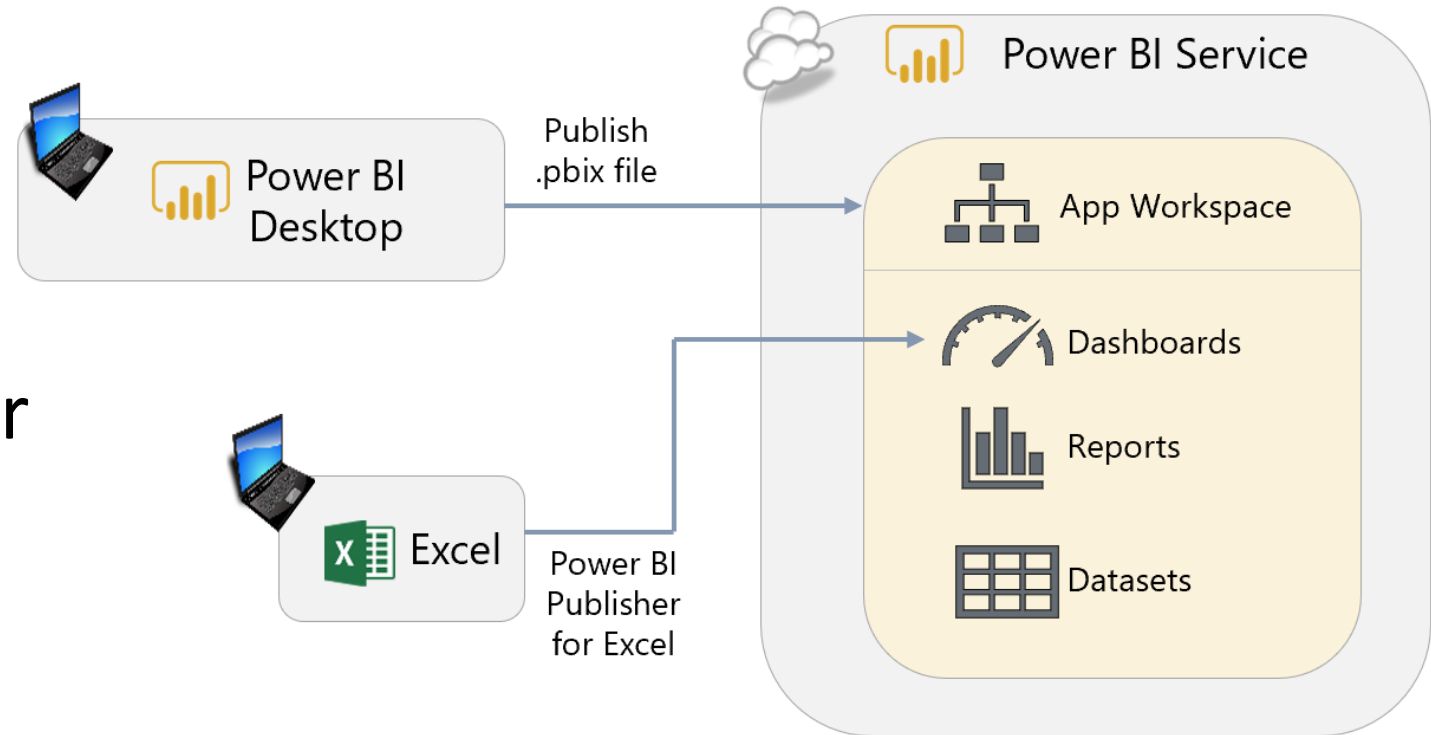 Power BI Service
Publish
.pbix file
Power BI
Desktop
App Workspace
Dashboards
r
Reports
Excel
Power BI
Publisher
for Excel
Datasets